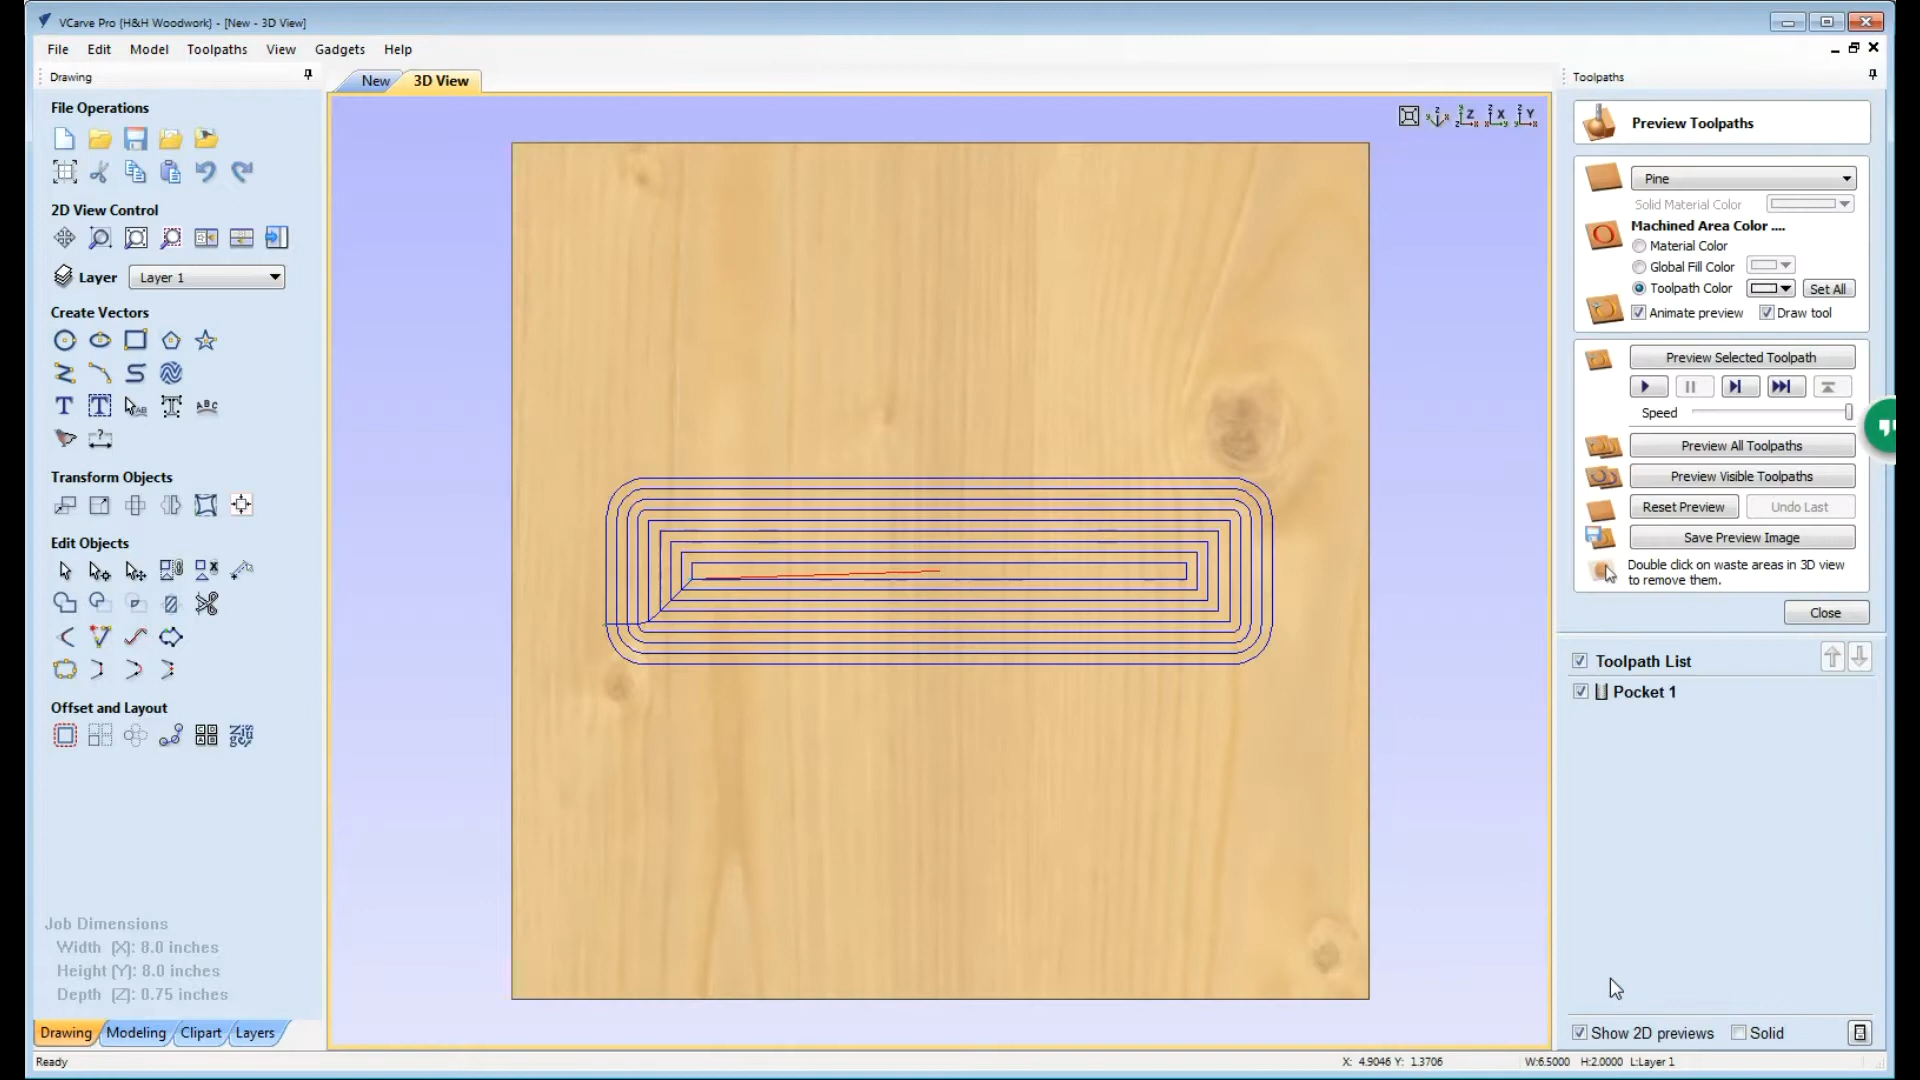 VCarve Pro {H&H Woodwork} - [New - 3D View]
File Edit Model Toolpaths View Gadgets Help
Drawing
File Operations
2D View Control
Layer Layer 1
Create Vectors
Transform Objects
Edit Objects
Offset and Layout
Job Dimensions
Width (X): 8.0 inches
Height (Y): 8.0 inches
Depth (Z): 0.75 inches
Drawing Modeling Clipart Layers
Ready
New 3D View
Toolpaths
Preview Toolpaths
Pine
Solid Material Color
Machined Area Color ....
Material Color
Global Fill Color
Toolpath Color Set All
Animate preview Draw tool
Preview Selected Toolpath
Speed
Preview All Toolpaths
Preview Visible Toolpaths
Reset Preview Undo Last
Save Preview Image
Double click on waste areas in 3D view
to remove them.
Close
Toolpath List
Pocket 1
Show 2D previews Solid
X: 4.9046 Y: 1.3706 W:6.5000 H:2.0000 L:Layer 1